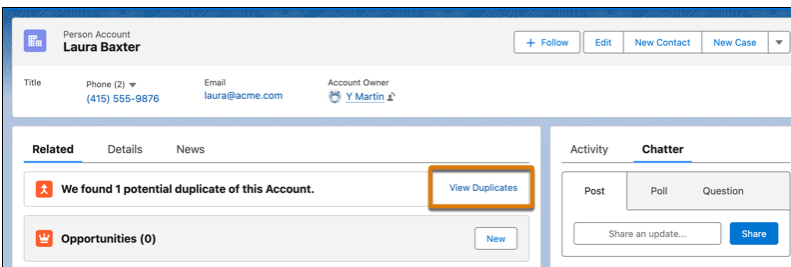 Person Account
Laura Baxter
+ Follow
Edit
New Contact
New Case
Title
Phone (2)
(415) 555-9876
Email
laura@acme.com
Account Owner
Y Martin
Related
Details
News
We found 1 potential duplicate of this Account.
View Duplicates
Opportunities (0)
New
Activity
Chatter
Post
Poll
Question
Share an update...
Share